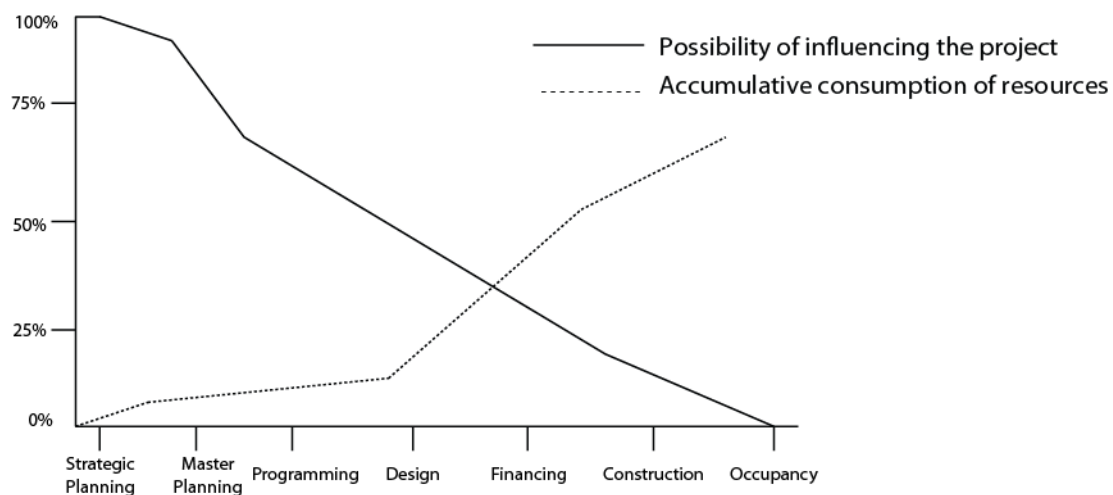 100%
75%
50%
25%
0%
Possibility of influencing the project
Accumulative consumption of resources
Strategic
Planning
Master
Planning
Programming
Design
Financing
Construction
Occupancy